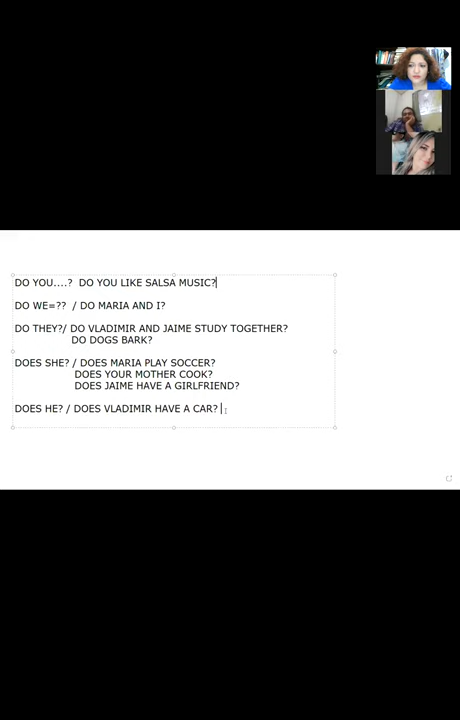 DO YOU....?  DO YOU LIKE SALSA MUSIC?
DO WE=??  / DO MARIA AND I?
DO THEY?/ DO VLADIMIR AND JAIME STUDY TOGETHER?
DO DOGS BARK?
DOES SHE? / DOES MARIA PLAY SOCCER?
DOES YOUR MOTHER COOK?
DOES JAIME HAVE A GIRLFRIEND?
DOES HE? / DOES VLADIMIR HAVE A CAR?